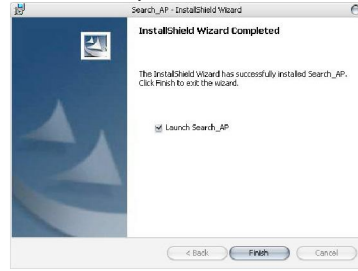 Search_AP - InstallShield Wizard
InstallShield Wizard Completed
The InstallShield Wizard has successfully installed Search_AP.
Click Finish to exit the wizard.
Launch Search_AP
< Back
Finish
Cancel